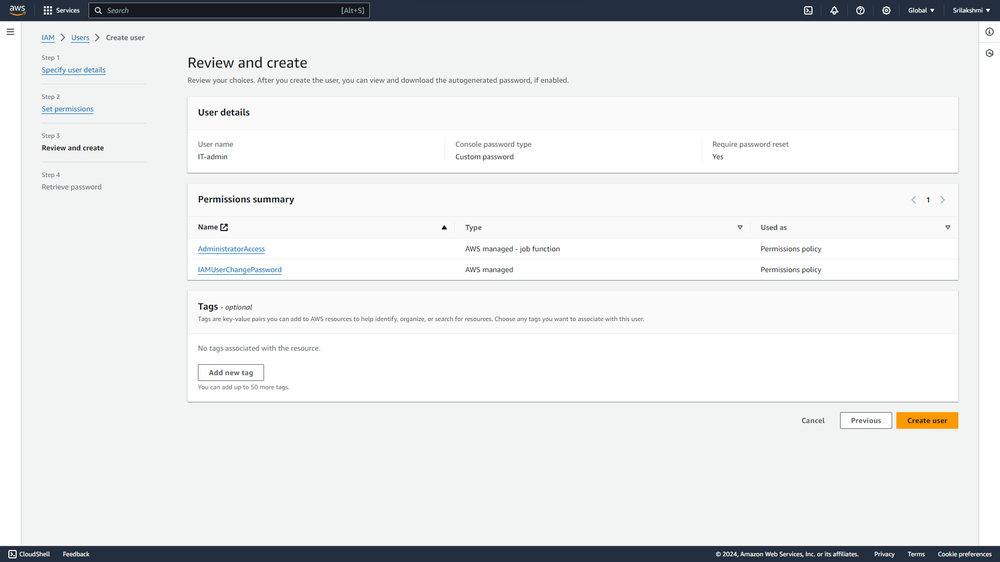 aws Services Search [Alt+S] Global Srilakshmi
IAM Users Create user
Step 1
Specify user details
Step 2
Set permissions
Step 3
Review and create
Step 4
Retrieve password
Review and create
Review your choices. After you create the user, you can view and download the autogenerated password, if enabled.
User details
User name Console password type Require password reset
IT-admin Custom password Yes
Permissions summary 1
Name Type Used as
AdministratorAccess AWS managed - job function Permissions policy
IAMUserChangePassword AWS managed Permissions policy
Tags - optional
Tags are key-value pairs you can add to AWS resources to help identify, organize, or search for resources. Choose any tags you want to associate with this user.
No tags associated with the resource.
Add new tag
You can add up to 50 more tags.
Cancel Previous Create user
CloudShell Feedback © 2024, Amazon Web Services, Inc. or its affiliates. Privacy Terms Cookie preferences